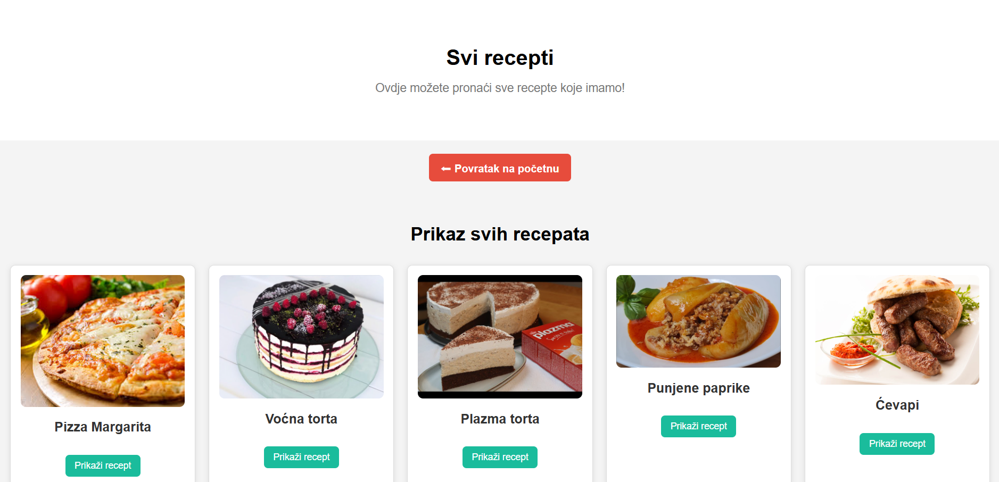 Svi recepti
Ovdje možete pronaći sve recepte koje imamo!
⬅ Povratak na početnu
Prikaz svih recepata
plazma
Pizza Margarita
Voćna torta
Plazma torta
Punjene paprike
Ćevapi
Prikaži recept
Prikaži recept
Prikaži recept
Prikaži recept
Prikaži recept